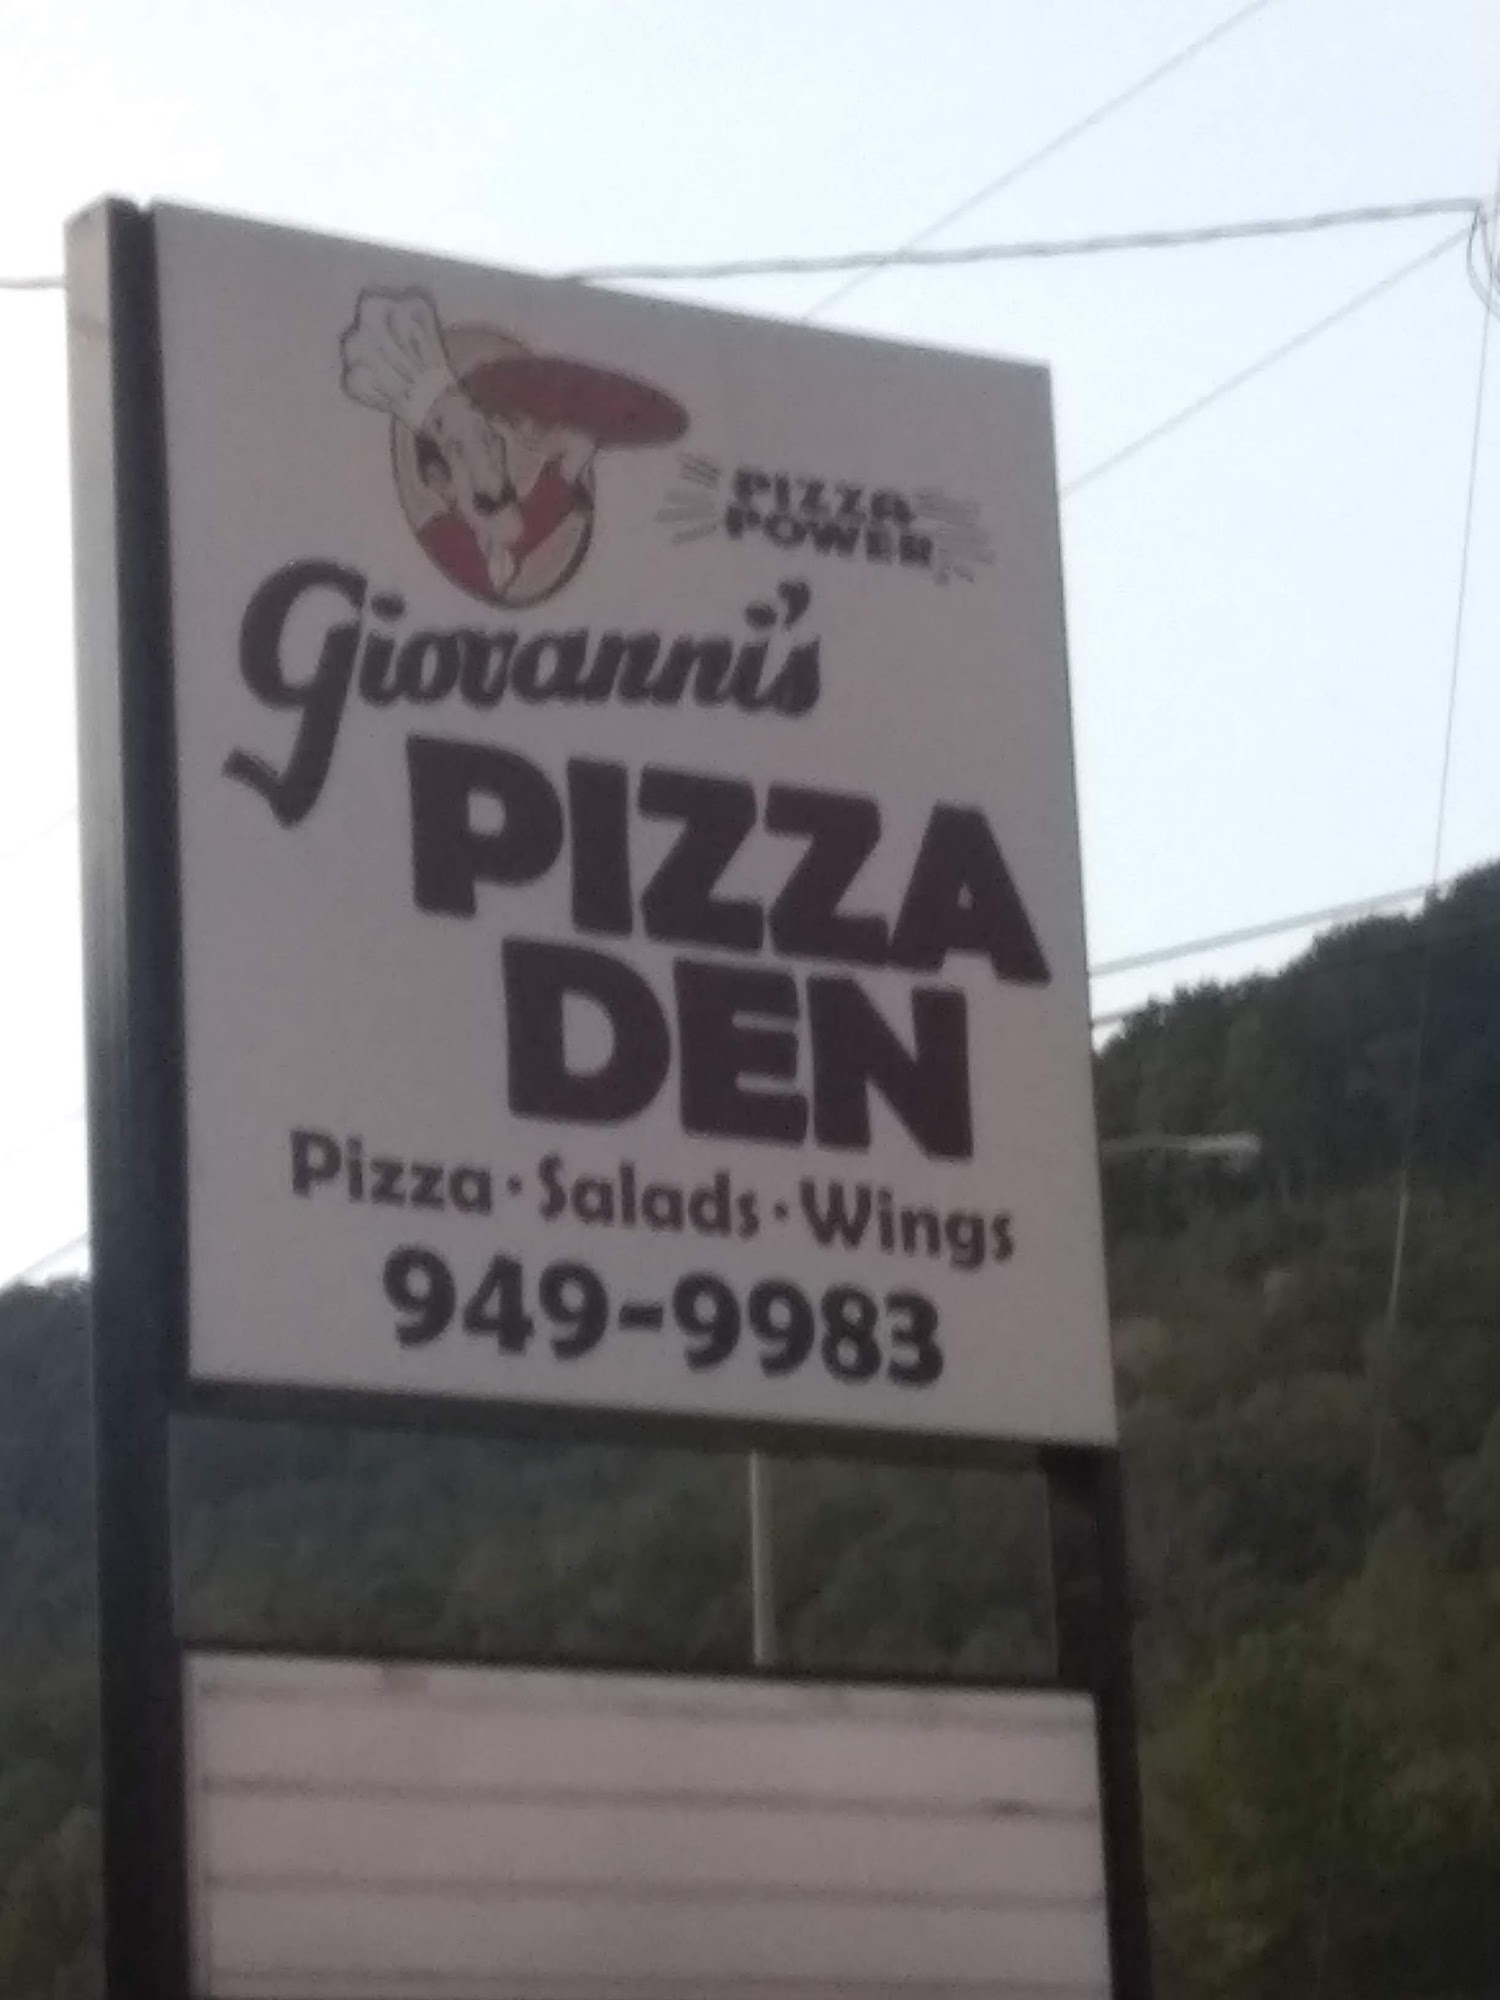 PIZZA
POWER
Giovanni's
PIZZA
DEN
Pizza · Salads · Wings
949-9983